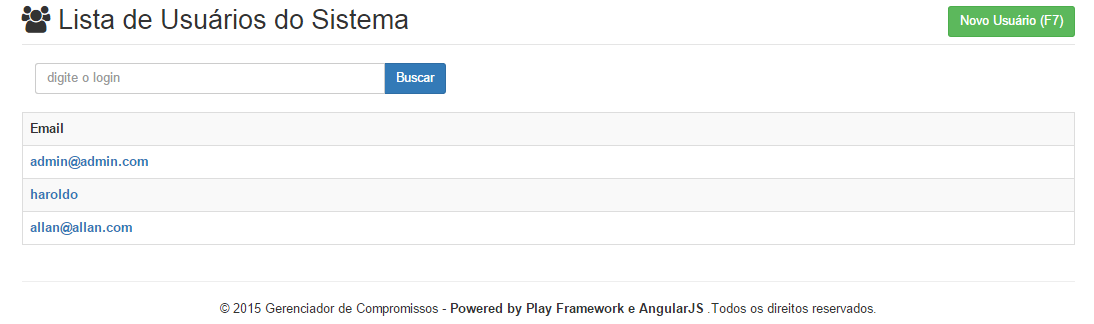 Lista de Usuários do Sistema
Novo Usuário (F7)
digite o login
Buscar
Email
admin@admin.com
haroldo
allan@allan.com
© 2015 Gerenciador de Compromissos - Powered by Play Framework e AngularJS .Todos os direitos reservados.